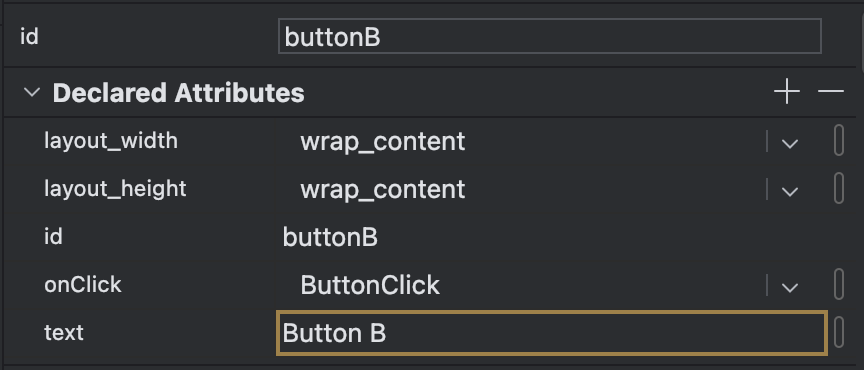 id buttonB
Declared Attributes
layout_width wrap_content
layout_height wrap_content
id buttonB
onClick ButtonClick
text Button B